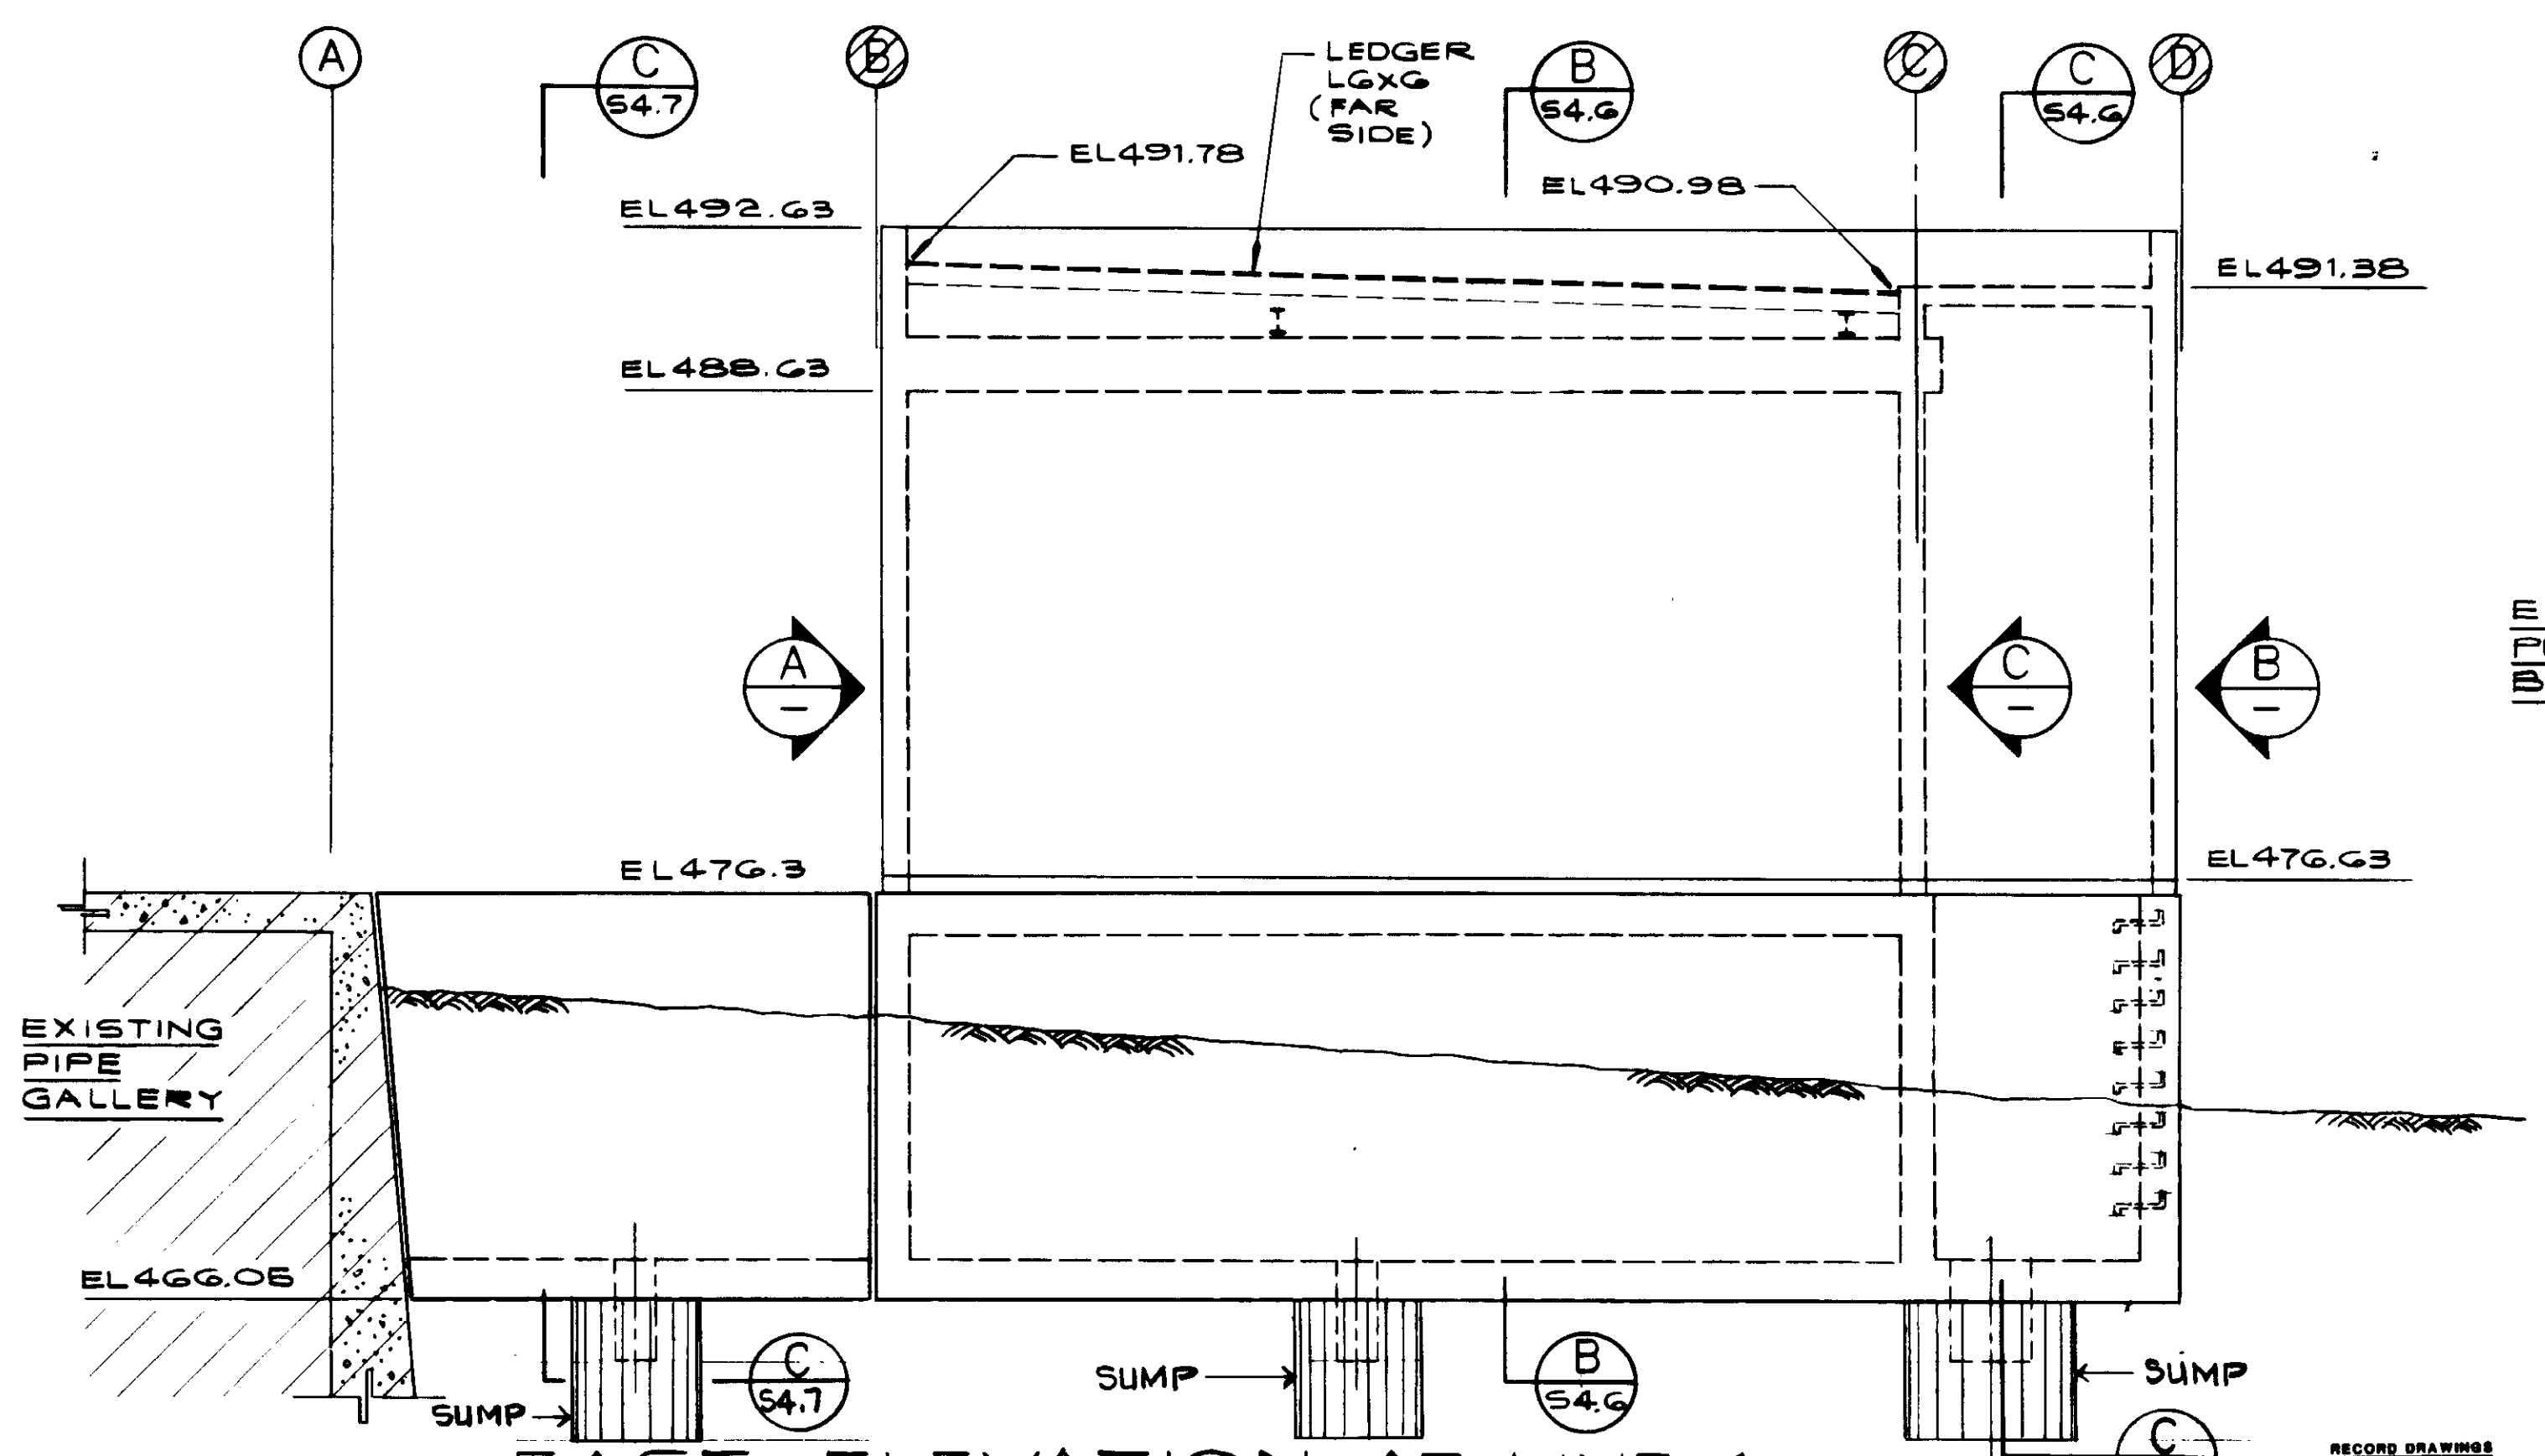 A
C
S4.7
B
LEDGER
L6X6
(FAR
SIDE)
B
S4.6
C
C
S4.6
D
EL491.78
EL490.98
EL492.63
EL491.38
EL488.63
A
–
C
–
B
–
EL476.3
EL476.63
EXISTING
PIPE
GALLERY
EL466.05
SUMP
C
S4.7
SUMP
B
S4.6
SUMP
C
RECORD DRAWINGS